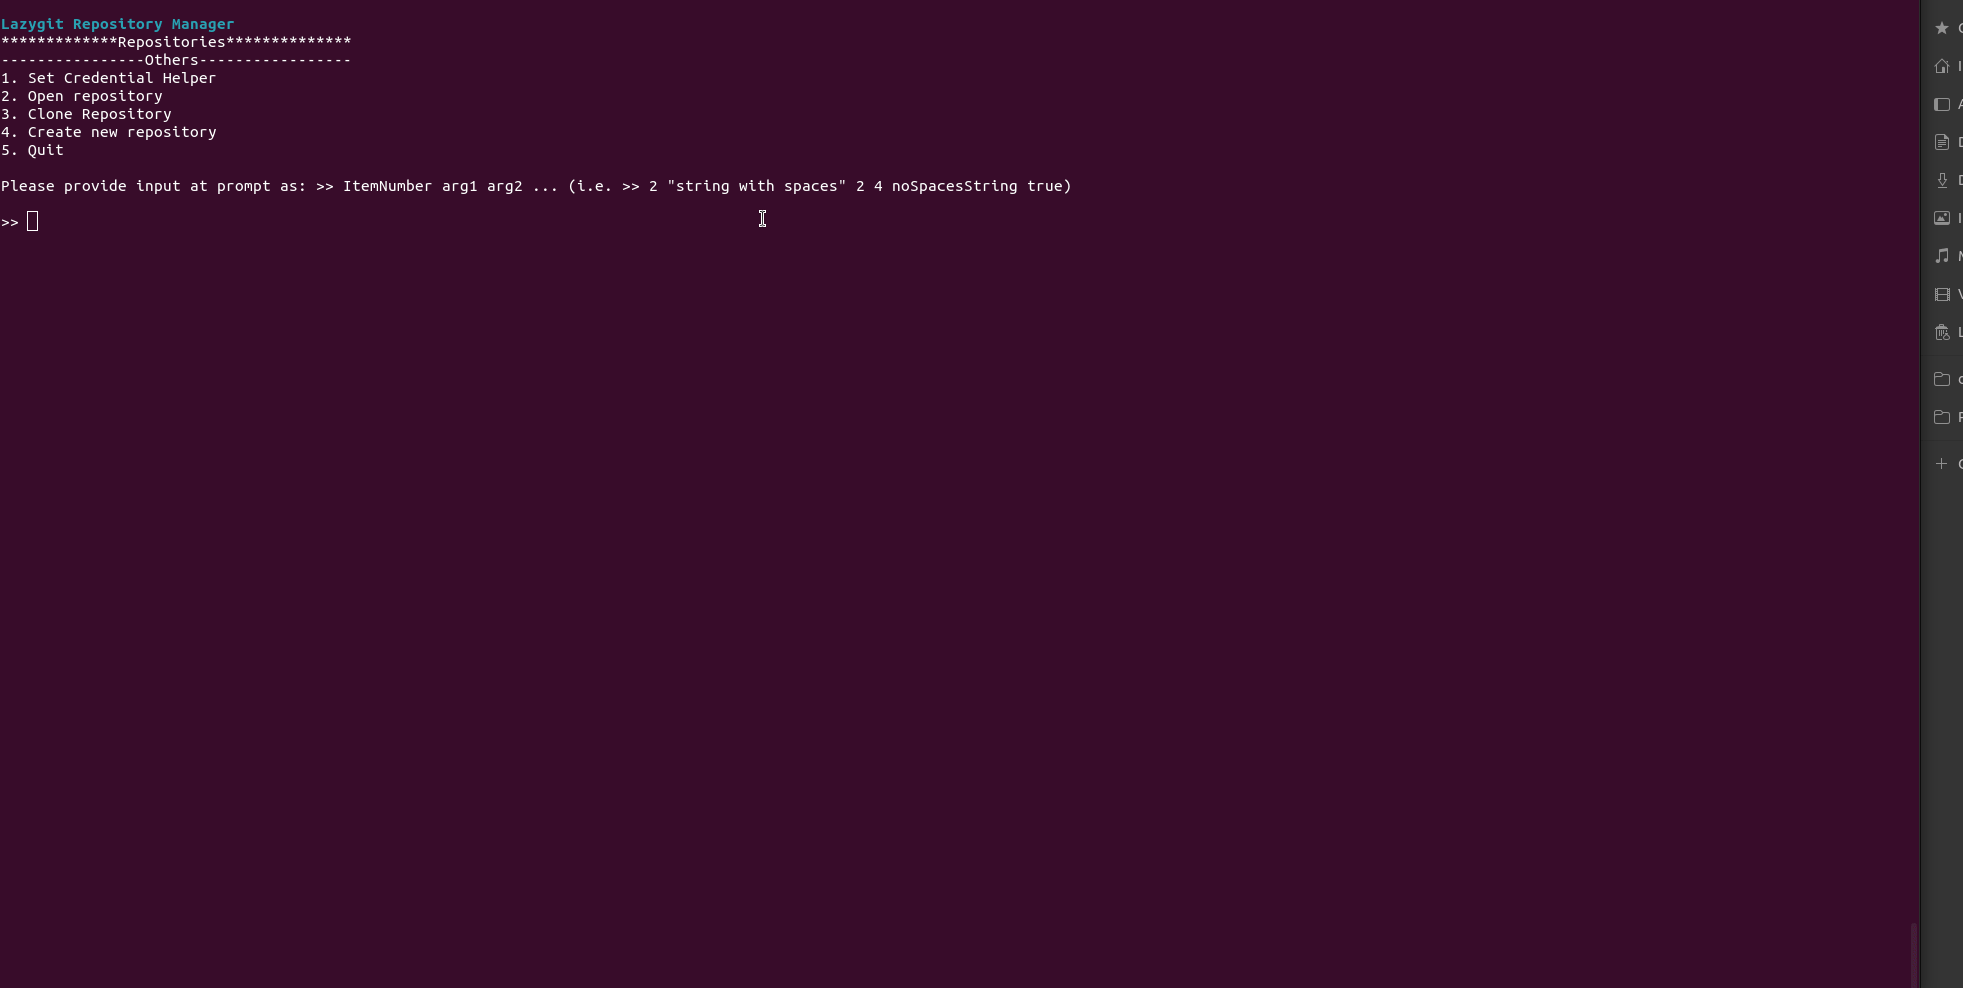 Lazygit Repository Manager
*************Repositories**************
----------------Others-----------------
1. Set Credential Helper
2. Open repository
3. Clone Repository
4. Create new repository
5. Quit
Please provide input at prompt as: >> ItemNumber arg1 arg2 ... (i.e. >> 2 "string with spaces" 2 4 noSpacesString true)
>>